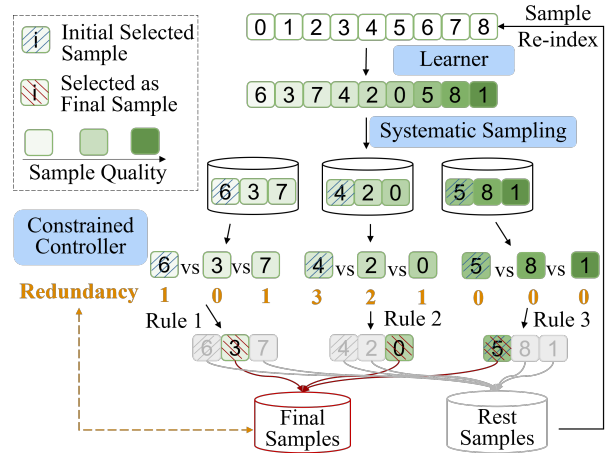 i Initial Selected
Sample
i Selected as
Final Sample
Sample Quality
0 1 2 3 4 5 6 7 8
Sample
Re-index
Learner
6 3 7 4 2 0 5 8 1
Systematic Sampling
6 3 7
4 2 0
5 8 1
Constrained
Controller
6 vs 3 vs 7
4 vs 2 vs 0
5 vs 8 vs 1
Redundancy 1 0 1 3 2 1 0 0 0
Rule 1
Rule 2
Rule 3
6 3 7
4 2 0
5 8 1
Final
Samples
Rest
Samples